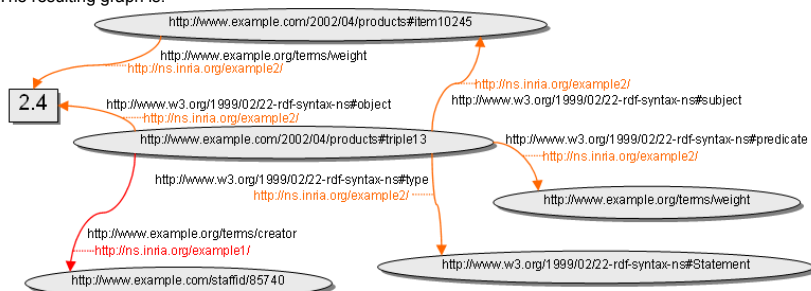 The resulting graph is:
http://www.example.com/2002/04/products#item10245
http://www.example.org/terms/weight
http://ns.inria.org/example2/
http://ns.inria.org/example2/
2.4
http://www.w3.org/1999/02/22-rdf-syntax-ns#object
http://www.w3.org/1999/02/22-rdf-syntax-ns#subject
http://ns.inria.org/example2/
http://www.example.com/2002/04/products#triple13
http://www.w3.org/1999/02/22-rdf-syntax-ns#predicate
http://ns.inria.org/example2/
http://www.w3.org/1999/02/22-rdf-syntax-ns#type
http://ns.inria.org/example2/
http://www.example.org/terms/weight
http://www.example.org/terms/creator
http://ns.inria.org/example1/
http://www.w3.org/1999/02/22-rdf-syntax-ns#Statement
http://www.example.com/staffid/85740